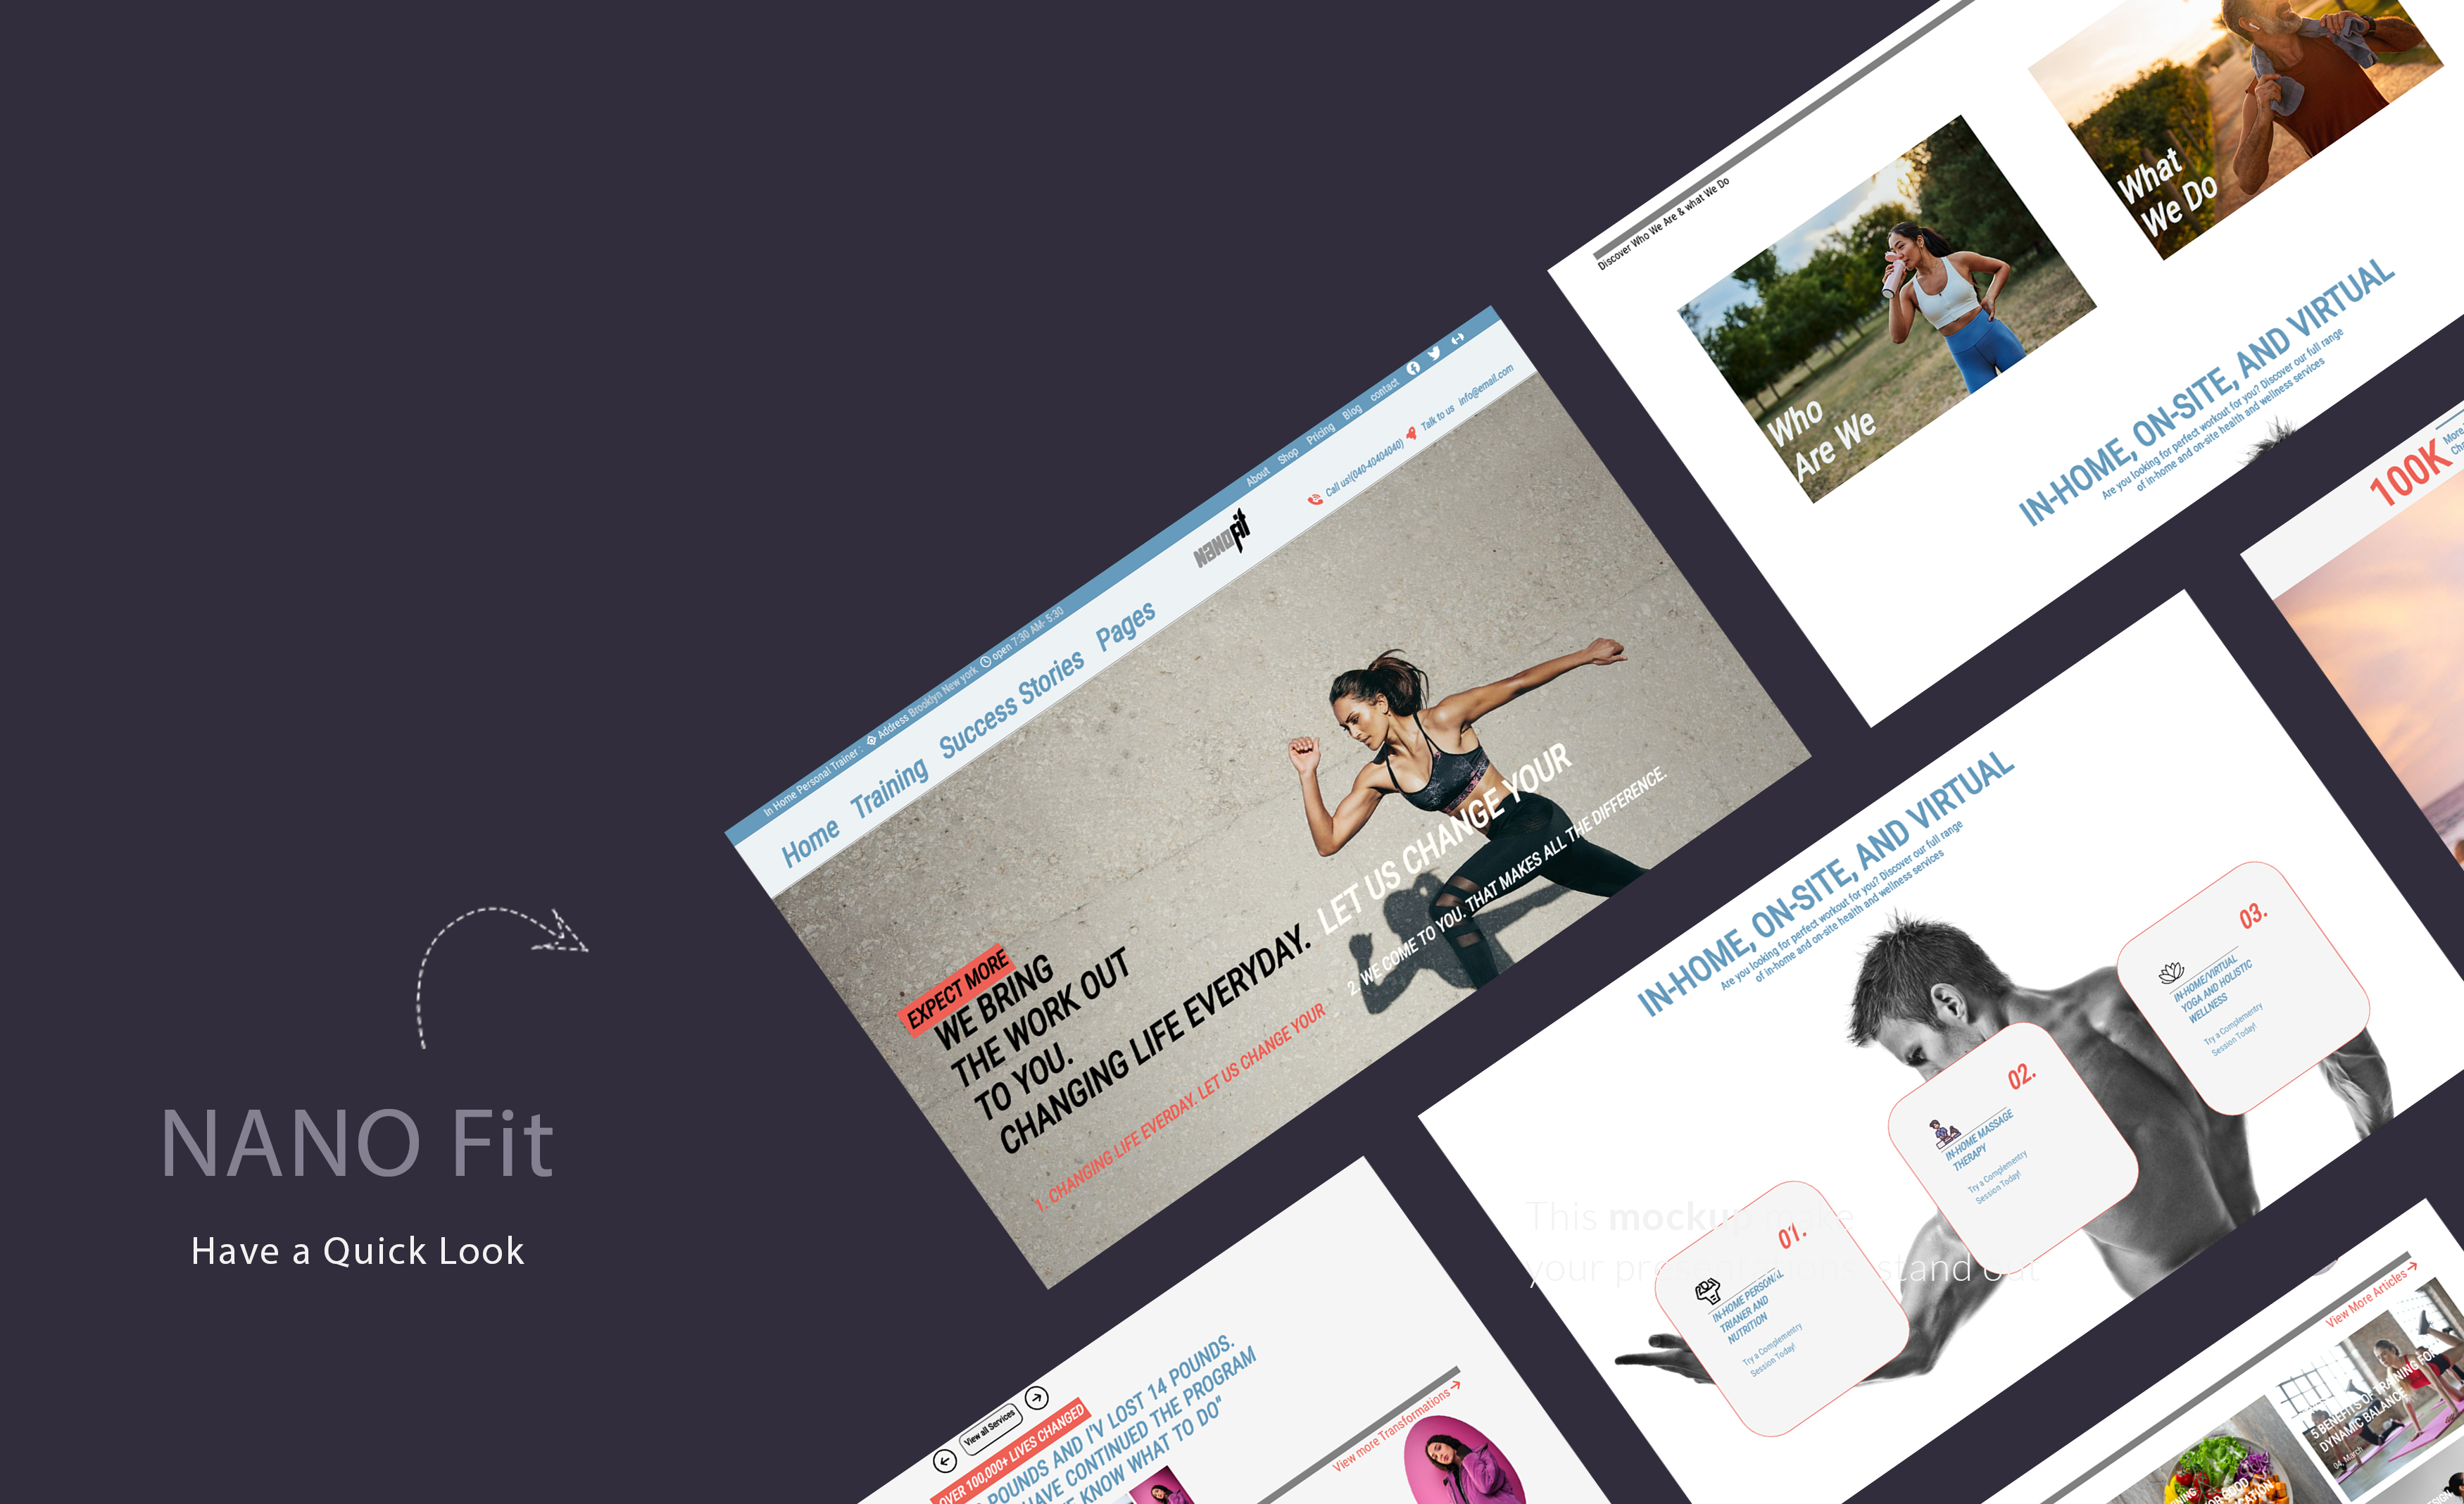 NANO Fit
Have a Quick Look
In Home Personal Trainer : Address Brooklyn New york open 7:30 AM- 5:30
About Shop Pricing Blog contact
Home Training Success Stories Pages
NANOFit
Call us!(040-40404040) Talk to us info@email.com
EXPECT MORE
WE BRING
THE WORK OUT
TO YOU.
CHANGING LIFE EVERYDAY. LET US CHANGE YOUR
1. CHANGING LIFE EVERDAY. LET US CHANGE YOUR
2. WE COME TO YOU. THAT MAKES ALL THE DIFFERENCE.
Discover Who We Are & what We Do
Who
Are We
What
We Do
IN-HOME, ON-SITE, AND VIRTUAL
Are you looking for perfect workout for you? Discover our full range
of in-home and on-site health and wellness services
100K
More
IN-HOME, ON-SITE, AND VIRTUAL
Are you looking for perfect workout for you? Discover our full range
of in-home and on-site health and wellness services
01.
IN-HOME PERSONAL
TRIANER AND
NUTRITION
Try a Complementry
Session Today!
02.
IN-HOME MASSAGE
THERAPY
Try a Complementry
Session Today!
03.
IN-HOME/VIRTUAL
YOGA AND HOLISTIC
WELLNESS
Try a Complementry
Session Today!
This mockup make
your presentations stand out
View all Services
OVER 100,000+ LIVES CHANGED
POUNDS AND I'V LOST 14 POUNDS.
HAVE CONTINUED THE PROGRAM
KNOW WHAT TO DO"
View more Transformations
View More Articles
5 BENEFITS OF TRAINING FOR
DYNAMIC BALANCE
04, March